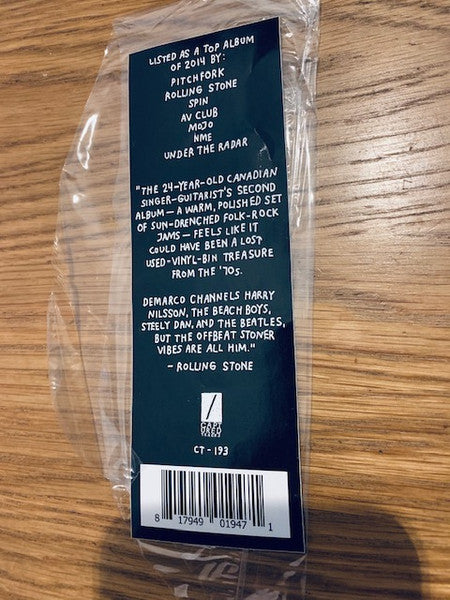 LISTED AS A TOP ALBUM
OF 2014 BY:
PITCHFORK
ROLLING STONE
SPIN
AV CLUB
MOJO
NME
UNDER THE RADAR
"THE 24-YEAR-OLD CANADIAN
SINGER-GUITARIST'S SECOND
ALBUM — A WARM, POLISHED SET
OF SUN-DRENCHED FOLK-ROCK
JAMS — FEELS LIKE IT
COULD HAVE BEEN A LOST
USED-VINYL-BIN TREASURE
FROM THE '70s.
DEMARCO CHANNELS HARRY
NILSSON, THE BEACH BOYS,
STEELY DAN, AND THE BEATLES,
BUT THE OFFBEAT STONER
VIBES ARE ALL HIM."
- ROLLING STONE
CAPT
URED
TRACKS
CT - 193
8 17949 01947 1